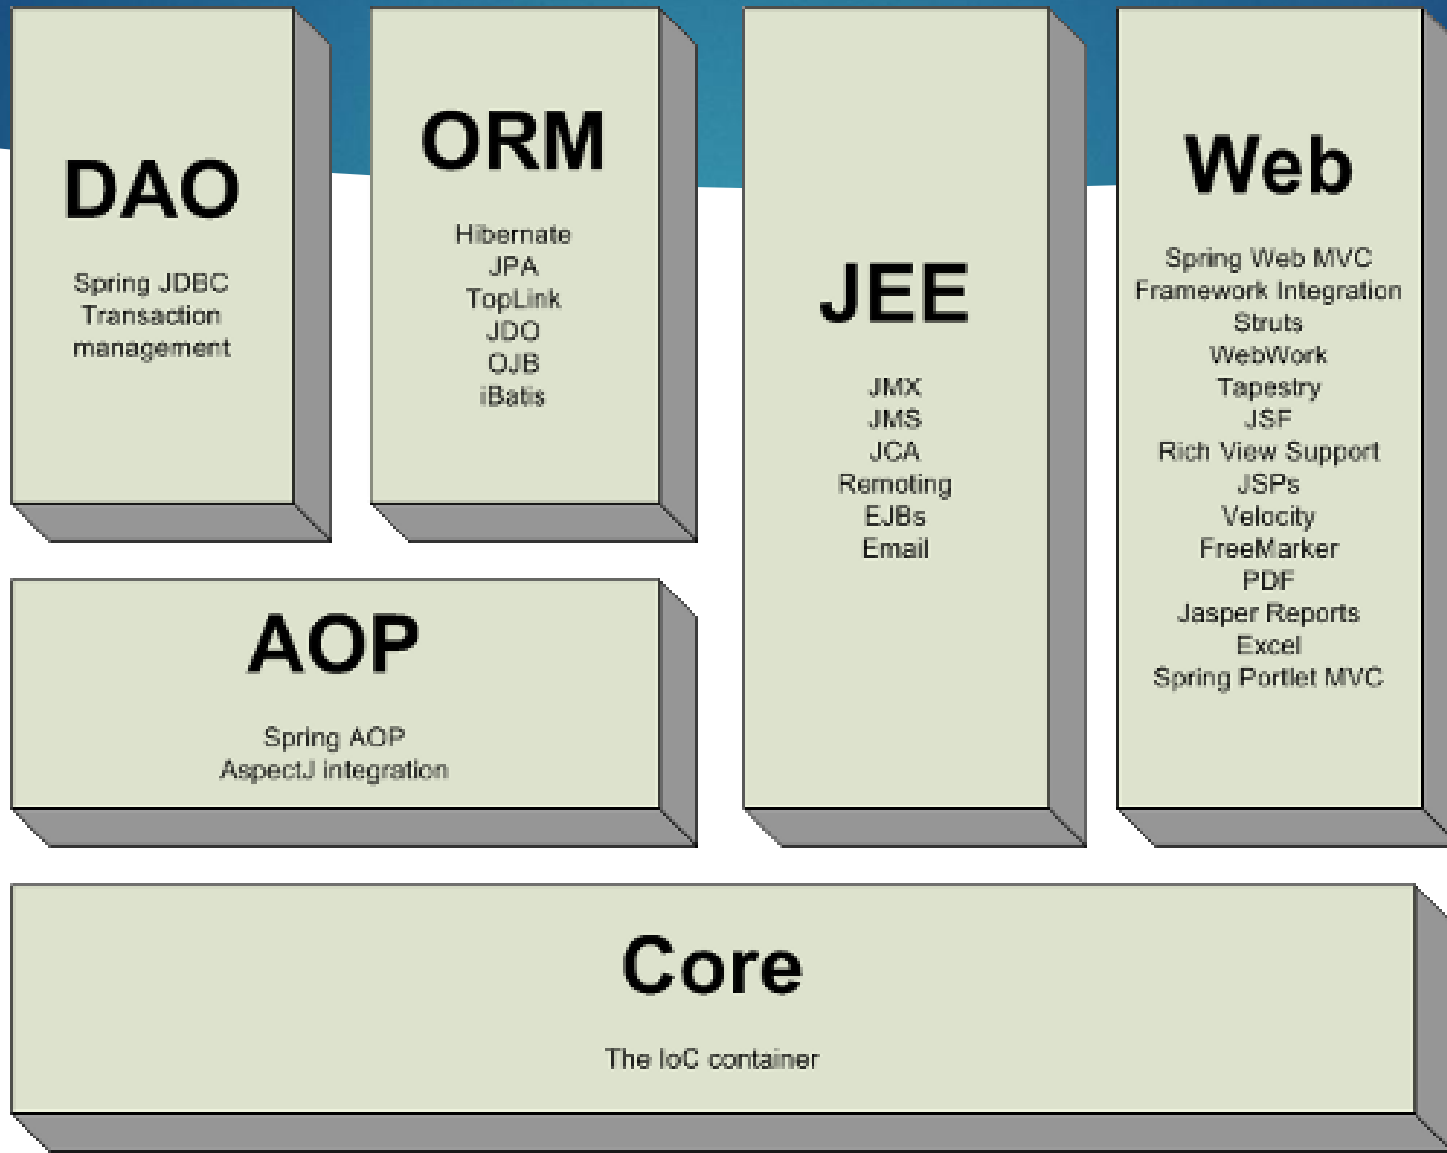 DAO
Spring JDBC
Transaction
management
ORM
Hibernate
JPA
TopLink
JDO
OJB
iBatis
JEE
JMX
JMS
JCA
Remoting
EJBs
Email
Web
Spring Web MVC
Framework Integration
Struts
WebWork
Tapestry
JSF
Rich View Support
JSPs
Velocity
FreeMarker
PDF
Jasper Reports
Excel
Spring Portlet MVC
AOP
Spring AOP
AspectJ integration
Core
The IoC container